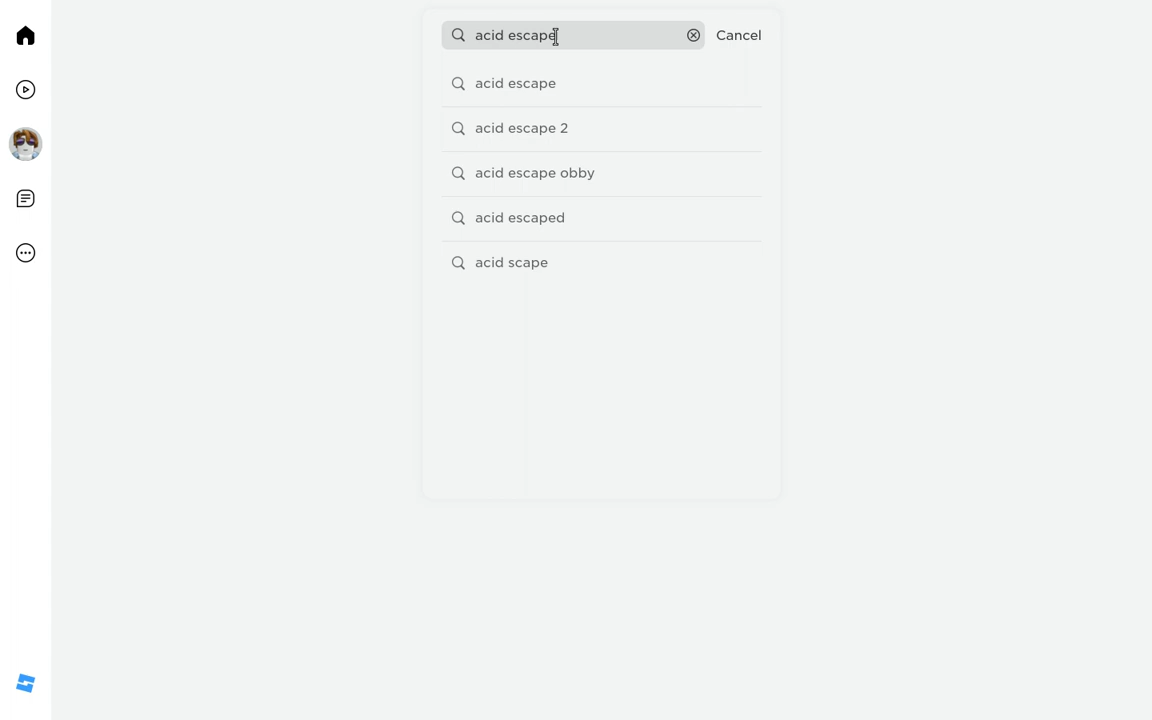 acid escape
Cancel
acid escape
acid escape 2
acid escape obby
acid escaped
acid scape